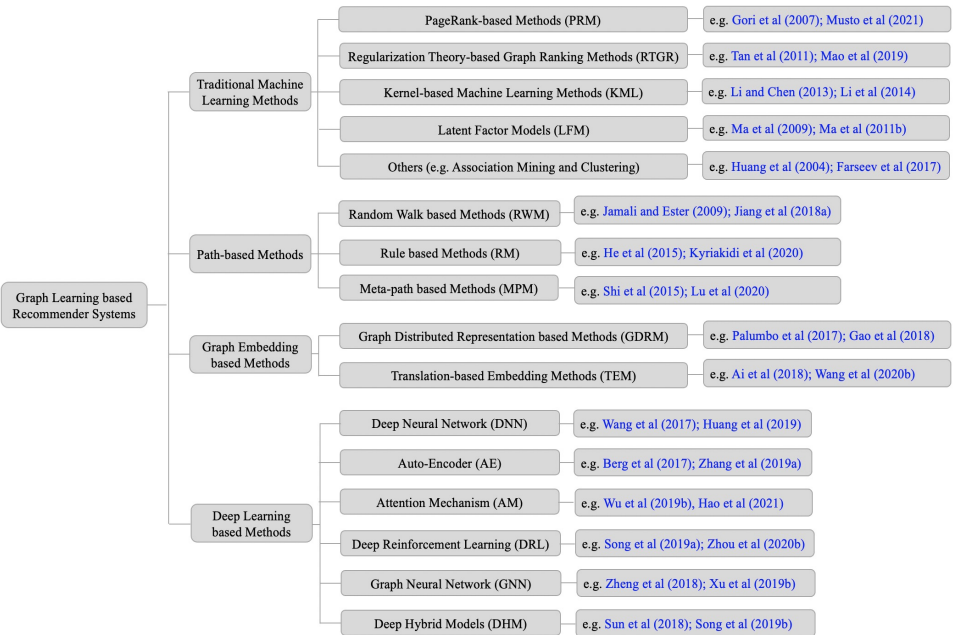 PageRank-based Methods (PRM)
e.g. Gori et al (2007); Musto et al (2021)
Regularization Theory-based Graph Ranking Methods (RTGR)
e.g. Tan et al (2011); Mao et al (2019)
Traditional Machine
Learning Methods
Kernel-based Machine Learning Methods (KML)
e.g. Li and Chen (2013); Li et al (2014)
Latent Factor Models (LFM)
e.g. Ma et al (2009); Ma et al (2011b)
Others (e.g. Association Mining and Clustering)
e.g. Huang et al (2004); Farseev et al (2017)
Random Walk based Methods (RWM)
e.g. Jamali and Ester (2009); Jiang et al (2018a)
Path-based Methods
Rule based Methods (RM)
e.g. He et al (2015); Kyriakidi et al (2020)
Meta-path based Methods (MPM)
e.g. Shi et al (2015); Lu et al (2020)
Graph Learning based
Recommender Systems
Graph Embedding
based Methods
Graph Distributed Representation based Methods (GDRM)
e.g. Palumbo et al (2017); Gao et al (2018)
Translation-based Embedding Methods (TEM)
e.g. Ai et al (2018); Wang et al (2020b)
Deep Neural Network (DNN)
e.g. Wang et al (2017); Huang et al (2019)
Auto-Encoder (AE)
e.g. Berg et al (2017); Zhang et al (2019a)
Attention Mechanism (AM)
e.g. Wu et al (2019b), Hao et al (2021)
Deep Learning
based Methods
Deep Reinforcement Learning (DRL)
e.g. Song et al (2019a); Zhou et al (2020b)
Graph Neural Network (GNN)
e.g. Zheng et al (2018); Xu et al (2019b)
Deep Hybrid Models (DHM)
e.g. Sun et al (2018); Song et al (2019b)